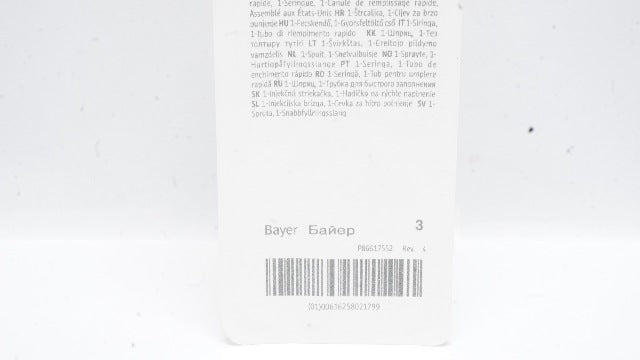 rapide, 1-Seringue, 1-Canule de remplissage rapide,
Assemblé aux États-Unis HR 1-Štrcaljka, 1-Cijev za brzo
punjenje HU 1-Fecskendő, 1-Gyorsfeltöltő cső IT 1-Siringa,
1-Tubo di riempimento rapido KK 1-Шприц, 1-Тез
толтыру түтігі LT 1-Švirkštas, 1-Greitojo pildymo
vamzdelis NL 1-Spuit, 1-Snelvulbuisje NO 1-Sprøyte, 1-
Hurtigpåfyllingsslange PT 1-Seringa, 1-Tubo de
enchimento rápido RO 1-Seringă, 1-Tub pentru umplere
rapidă RU 1-Шприц, 1-Трубка для быстрого заполнения
SK 1-Injekčná striekačka, 1-Hadička na rýchle naplnenie
SL 1-Injekcijska brizga, 1-Cevka za hitro polnjenje SV 1-
Spruta, 1-Snabbfyllningsslang
Bayer Байер 3
PA6617552 Rev. 4
(01)00616258021799